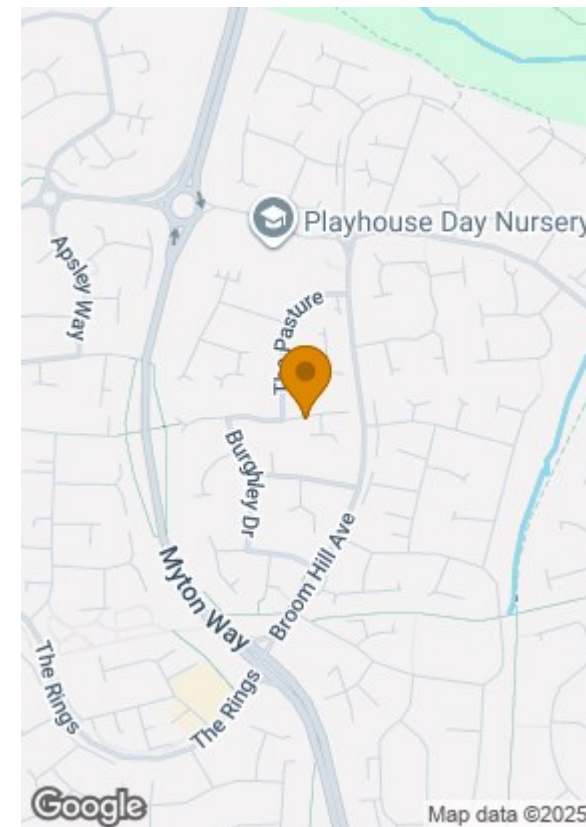 Playhouse Day Nursery
Apsley Way
The Pasture
Burghley Dr
Broom Hill Ave
Myton Way
The Rings
The Rings
Google
Map data ©2025